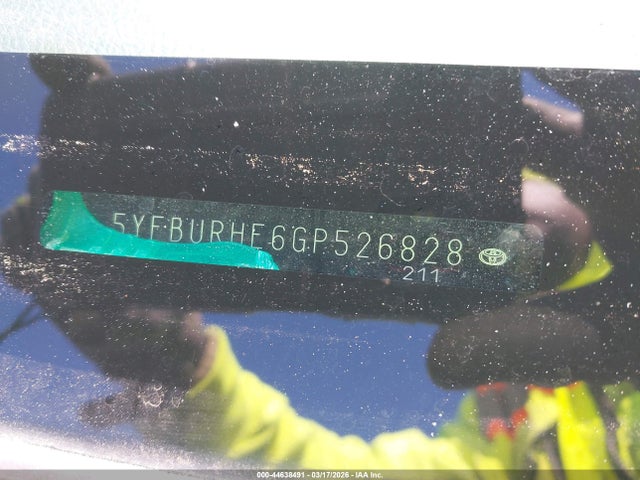 5YFBURHE6GP526828
211
000-44638491 - 03/17/2026 - IAA Inc.